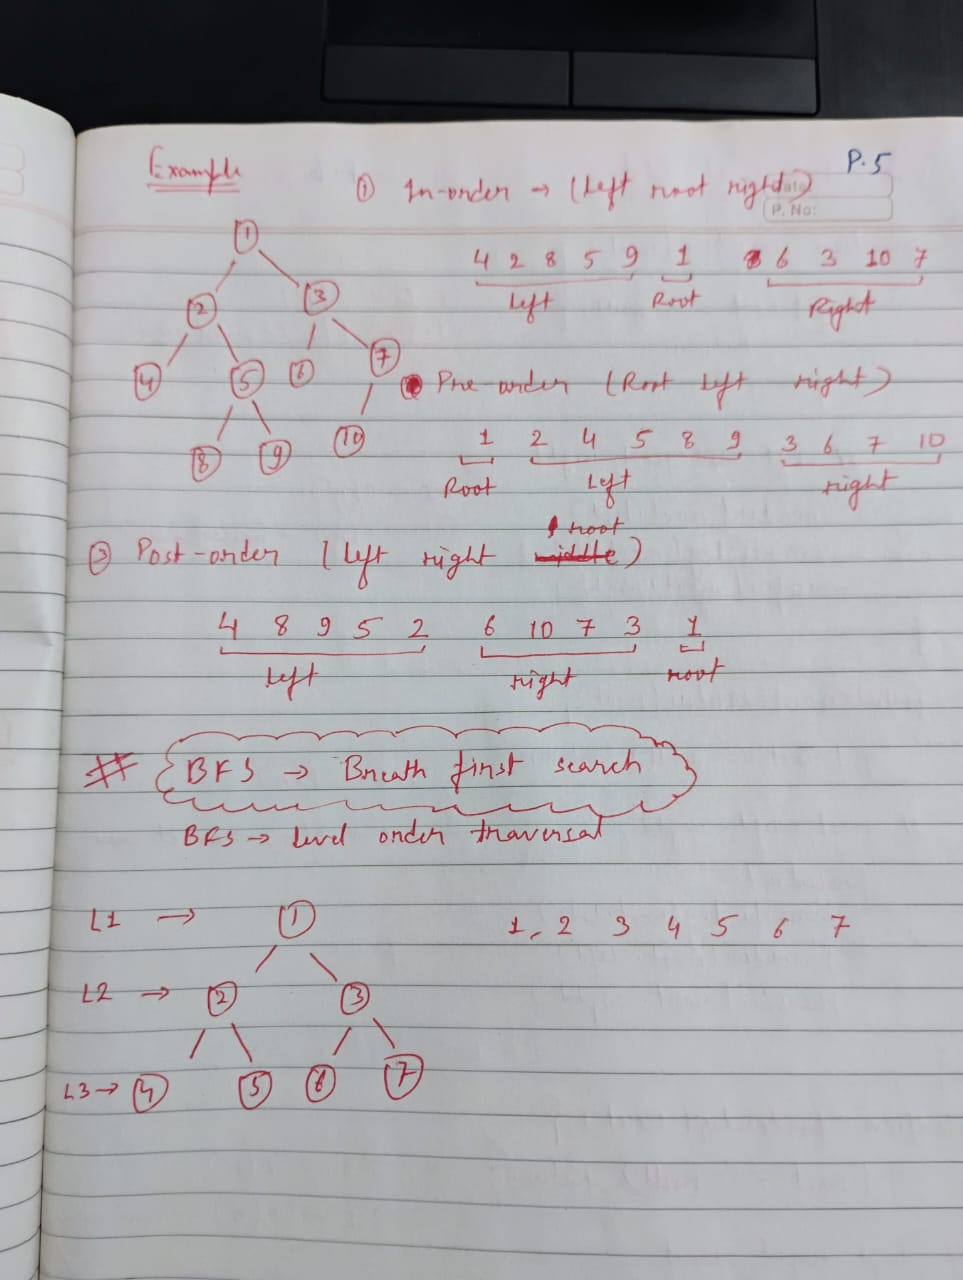 P.5
Example
① In-order → (left root right)
P. No:
4 2 8 5 9 1 6 3 10 7
Left Root Right
1
2 3
4 5 6 7
8 9 10
Pre-order (Root left right)
1 2 4 5 8 9 3 6 7 10
Root Left right
root
③ Post-order (left right middle)
4 8 9 5 2 6 10 7 3 1
left right root
# BFS → Breath first search
BFS → level order traversal
L1 → 1
1, 2 3 4 5 6 7
L2 → 2 3
L3 → 4 5 6 7